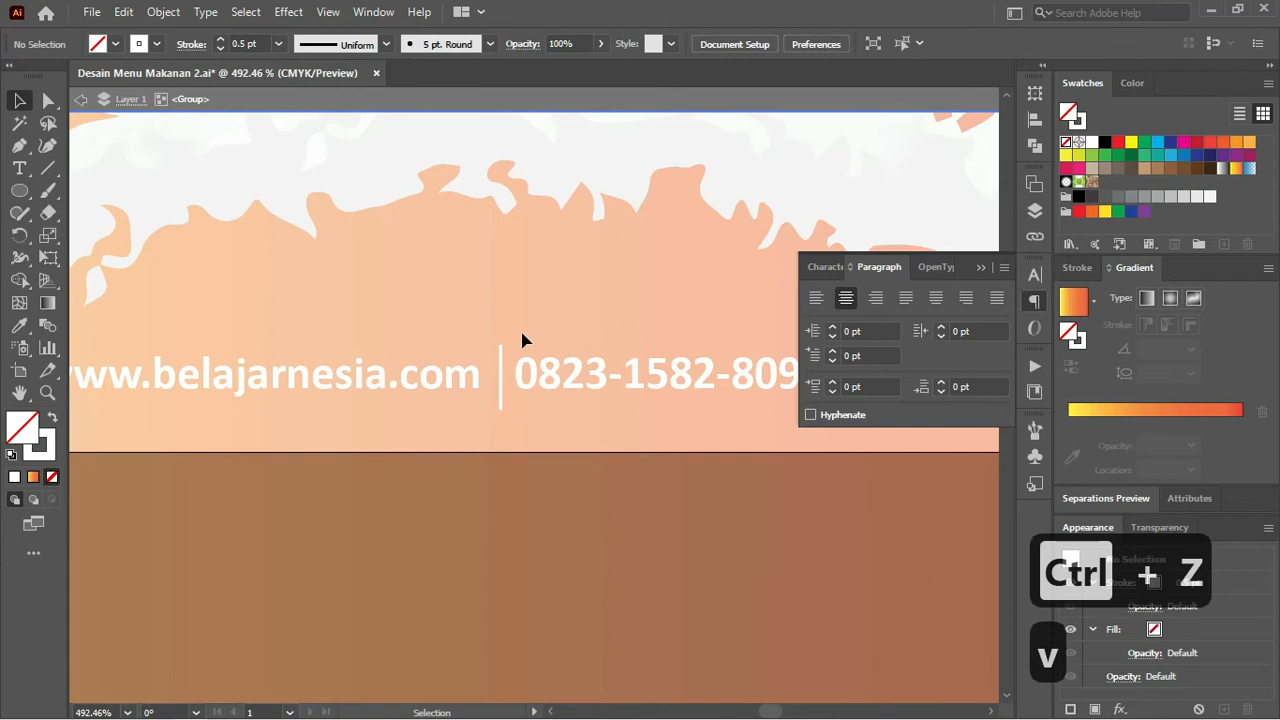 Ai File Edit Object Type Select Effect View Window Help Search Adobe Help
No Selection Stroke: 0.5 pt Uniform 5 pt. Round Opacity: 100% Style: Document Setup Preferences
Desain Menu Makanan 2.ai* @ 492.46 % (CMYK/Preview) ×
Layer 1 <Group>
Swatches Color
Paragraph
0 pt 0 pt
0 pt
0 pt 0 pt
Hyphenate
Stroke Gradient
Type:
Stroke:
Opacity:
Location:
www.belajarnesia.com | 0823-1582-809
Separations Preview Attributes
Appearance Transparency
No Selection
Stroke:
Opacity: Default
Fill:
Opacity: Default
Opacity: Default
Ctrl + Z
v
492.46% 0° 1 Selection